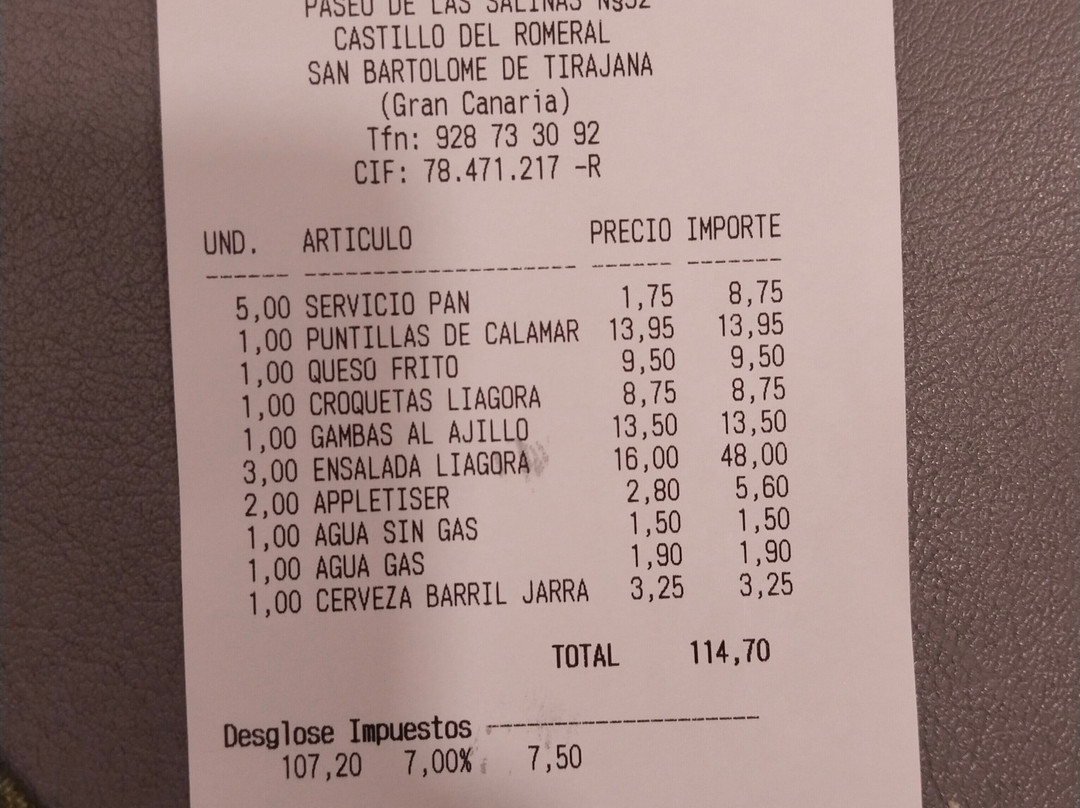 PASEO DE LAS SALINAS Nº52
CASTILLO DEL ROMERAL
SAN BARTOLOME DE TIRAJANA
(Gran Canaria)
Tfn: 928 73 30 92
CIF: 78.471.217 -R
UND. ARTICULO PRECIO IMPORTE
5,00 SERVICIO PAN 1,75 8,75
1,00 PUNTILLAS DE CALAMAR 13,95 13,95
1,00 QUESO FRITO 9,50 9,50
1,00 CROQUETAS LIAGORA 8,75 8,75
1,00 GAMBAS AL AJILLO 13,50 13,50
3,00 ENSALADA LIAGORA 16,00 48,00
2,00 APPLETISER 2,80 5,60
1,00 AGUA SIN GAS 1,50 1,50
1,00 AGUA GAS 1,90 1,90
1,00 CERVEZA BARRIL JARRA 3,25 3,25
TOTAL 114,70
Desglose Impuestos
107,20 7,00% 7,50